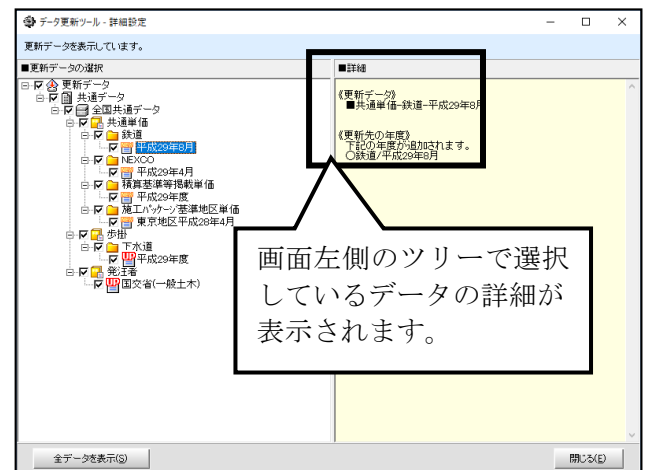 データ更新ツール - 詳細設定
更新データを表示しています。
■更新データの選択
更新データ
共通データ
全国共通データ
共通単価
鉄道
平成29年8月
NEXCO
平成29年4月
積算基準等掲載単価
平成29年度
施工パッケージ基準地区単価
東京地区平成28年4月
歩掛
下水道
平成29年度
発注者
国交省(一般土木)
■詳細
《更新データ》
■共通単価-鉄道-平成29年8月
《更新先の年度》
下記の年度が追加されます。
○鉄道/平成29年8月
画面左側のツリーで選択
しているデータの詳細が
表示されます。
全データを表示(S)
閉じる(E)